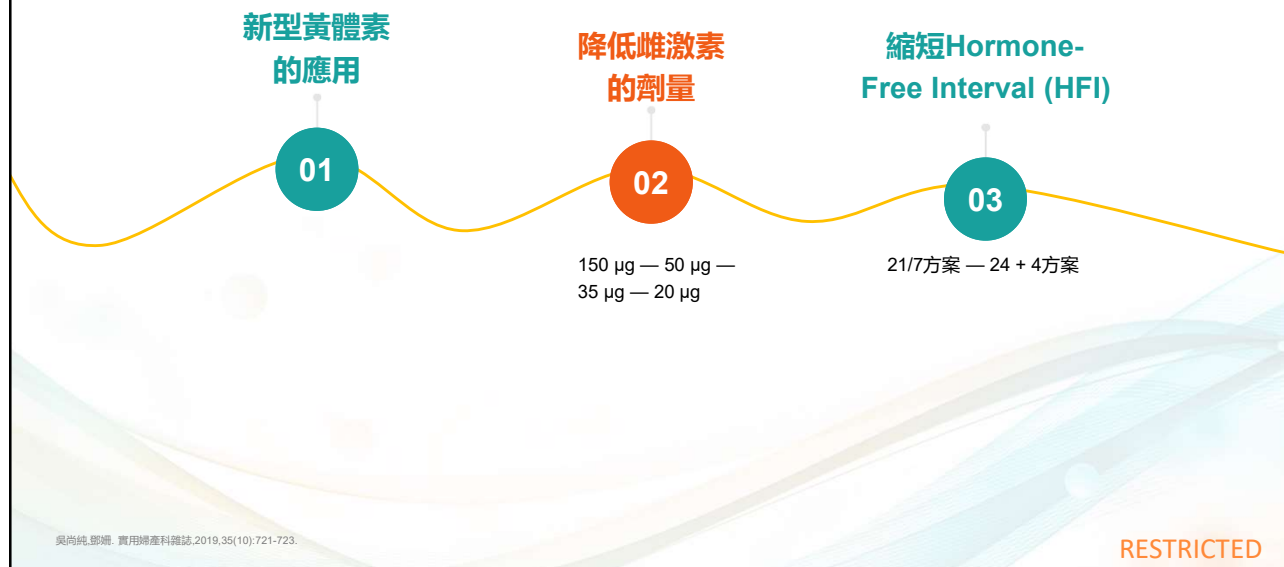 新型黃體素
的應用
01
降低雌激素
的劑量
02
150 μg — 50 μg —
35 μg — 20 μg
縮短Hormone-
Free Interval (HFI)
03
21/7方案 — 24 + 4方案
吳尚純,鄧姍. 實用婦產科雜誌,2019,35(10):721-723.
RESTRICTED